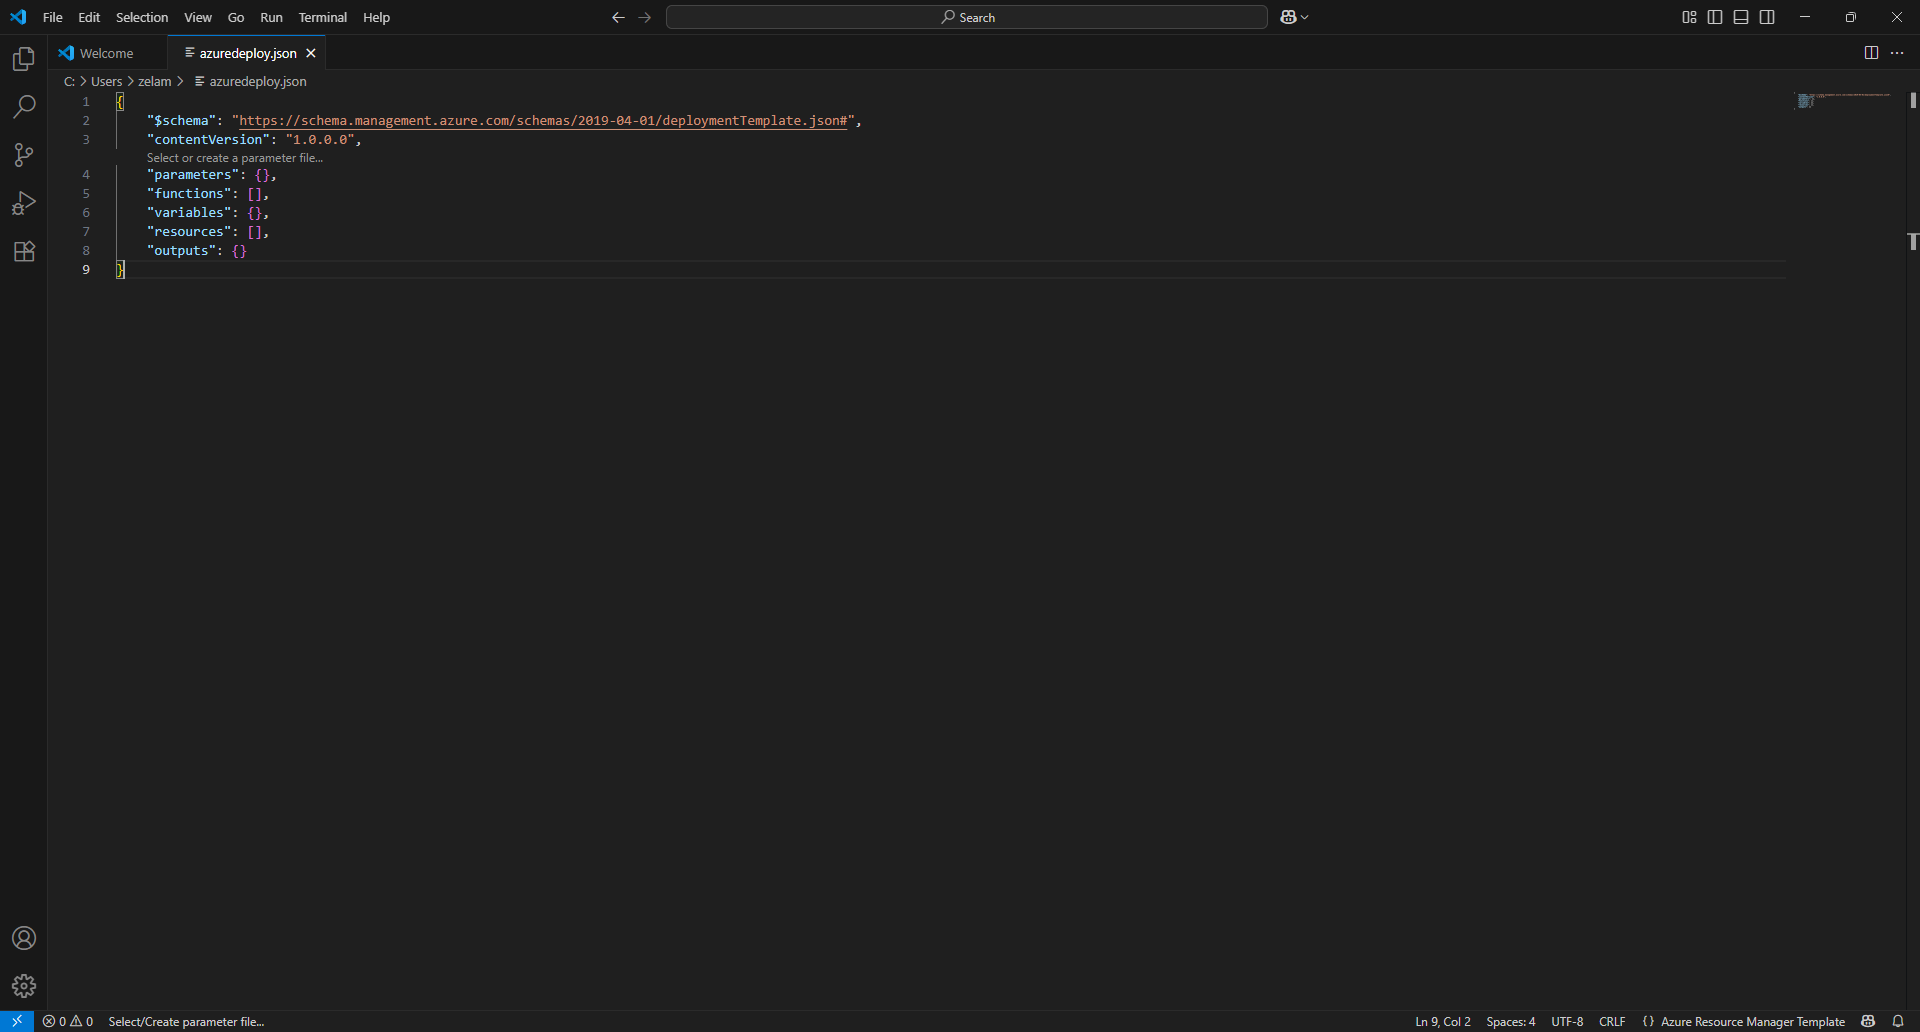 File Edit Selection View Go Run Terminal Help
Search
Welcome
azuredeploy.json
C: > Users > zelam > azuredeploy.json
1 {
2 "$schema": "https://schema.management.azure.com/schemas/2019-04-01/deploymentTemplate.json#",
3 "contentVersion": "1.0.0.0",
Select or create a parameter file...
4 "parameters": {},
5 "functions": [],
6 "variables": {},
7 "resources": [],
8 "outputs": {}
9 }
0 0 Select/Create parameter file...
Ln 9, Col 2 Spaces: 4 UTF-8 CRLF {} Azure Resource Manager Template